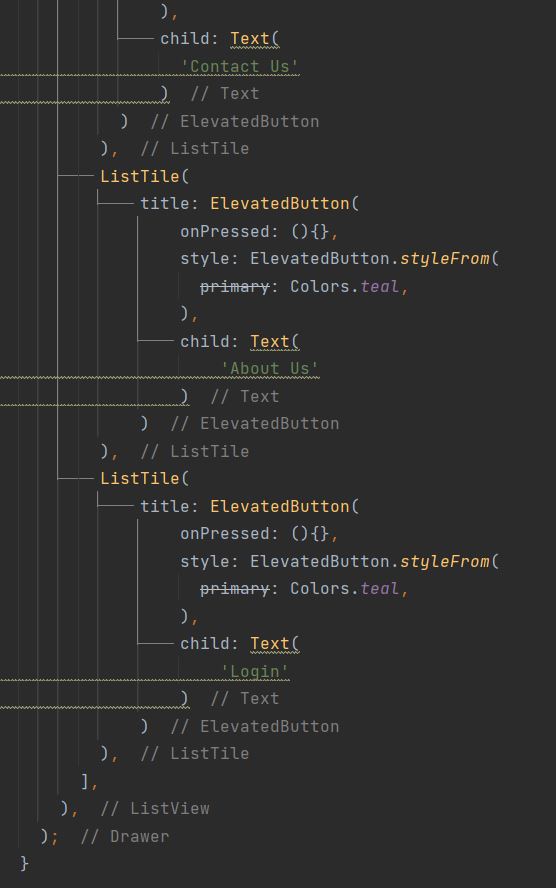 ),
child: Text(
'Contact Us'
) // Text
) // ElevatedButton
), // ListTile
ListTile(
title: ElevatedButton(
onPressed: (){},
style: ElevatedButton.styleFrom(
primary: Colors.teal,
),
child: Text(
'About Us'
) // Text
) // ElevatedButton
), // ListTile
ListTile(
title: ElevatedButton(
onPressed: (){},
style: ElevatedButton.styleFrom(
primary: Colors.teal,
),
child: Text(
'Login'
) // Text
) // ElevatedButton
), // ListTile
],
), // ListView
); // Drawer
}